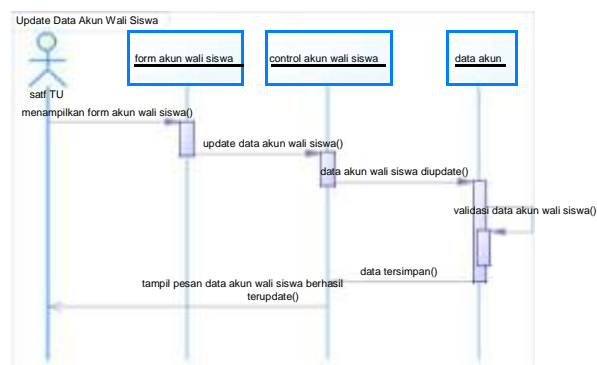 Update Data Akun Wali Siswa
form akun wali siswa
control akun wali siswa
data akun
satf TU
menampilkan form akun wali siswa()
update data akun wali siswa()
data akun wali siswa diupdate()
validasi data akun wali siswa()
data tersimpan()
tampil pesan data akun wali siswa berhasil
terupdate()